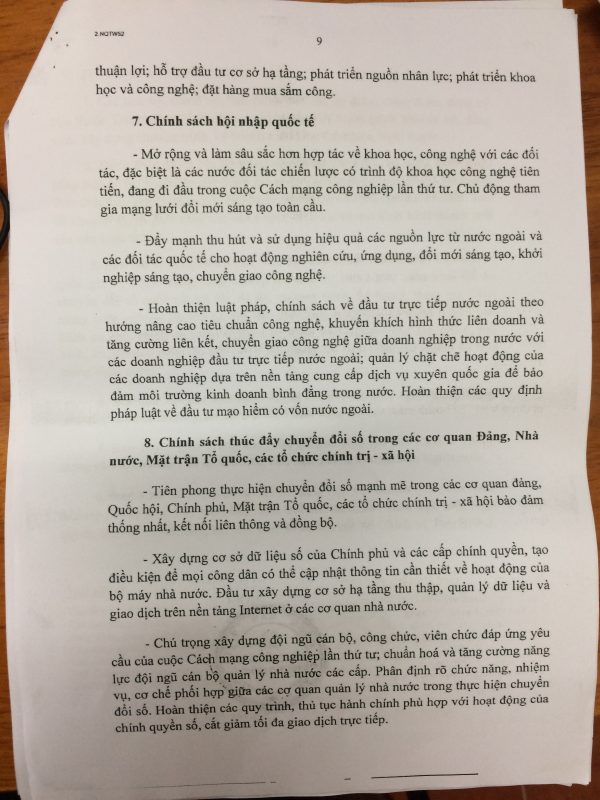 2.NQTW52
9
thuận lợi; hỗ trợ đầu tư cơ sở hạ tầng; phát triển nguồn nhân lực; phát triển khoa
học và công nghệ; đặt hàng mua sắm công.
7. Chính sách hội nhập quốc tế
- Mở rộng và làm sâu sắc hơn hợp tác về khoa học, công nghệ với các đối
tác, đặc biệt là các nước đối tác chiến lược có trình độ khoa học công nghệ tiên
tiến, đang đi đầu trong cuộc Cách mạng công nghiệp lần thứ tư. Chủ động tham
gia mạng lưới đổi mới sáng tạo toàn cầu.
- Đẩy mạnh thu hút và sử dụng hiệu quả các nguồn lực từ nước ngoài và
các đối tác quốc tế cho hoạt động nghiên cứu, ứng dụng, đổi mới sáng tạo, khởi
nghiệp sáng tạo, chuyển giao công nghệ.
- Hoàn thiện luật pháp, chính sách về đầu tư trực tiếp nước ngoài theo
hướng nâng cao tiêu chuẩn công nghệ, khuyến khích hình thức liên doanh và
tăng cường liên kết, chuyển giao công nghệ giữa doanh nghiệp trong nước với
các doanh nghiệp đầu tư trực tiếp nước ngoài; quản lý chặt chẽ hoạt động của
các doanh nghiệp dựa trên nền tảng cung cấp dịch vụ xuyên quốc gia để bảo
đảm môi trường kinh doanh bình đẳng trong nước. Hoàn thiện các quy định
pháp luật về đầu tư mạo hiểm có vốn nước ngoài.
8. Chính sách thúc đẩy chuyển đổi số trong các cơ quan Đảng, Nhà
nước, Mặt trận Tổ quốc, các tổ chức chính trị - xã hội
- Tiên phong thực hiện chuyển đổi số mạnh mẽ trong các cơ quan đảng,
Quốc hội, Chính phủ, Mặt trận Tổ quốc, các tổ chức chính trị - xã hội bảo đảm
thống nhất, kết nối liên thông và đồng bộ.
- Xây dựng cơ sở dữ liệu số của Chính phủ và các cấp chính quyền, tạo
điều kiện để mọi công dân có thể cập nhật thông tin cần thiết về hoạt động của
bộ máy nhà nước. Đầu tư xây dựng cơ sở hạ tầng thu thập, quản lý dữ liệu và
giao dịch trên nền tảng Internet ở các cơ quan nhà nước.
- Chú trọng xây dựng đội ngũ cán bộ, công chức, viên chức đáp ứng yêu
cầu của cuộc Cách mạng công nghiệp lần thứ tư; chuẩn hoá và tăng cường năng
lực đội ngũ cán bộ quản lý nhà nước các cấp. Phân định rõ chức năng, nhiệm
vụ, cơ chế phối hợp giữa các cơ quan quản lý nhà nước trong thực hiện chuyển
đổi số. Hoàn thiện các quy trình, thủ tục hành chính phù hợp với hoạt động của
chính quyền số, cắt giảm tối đa giao dịch trực tiếp.